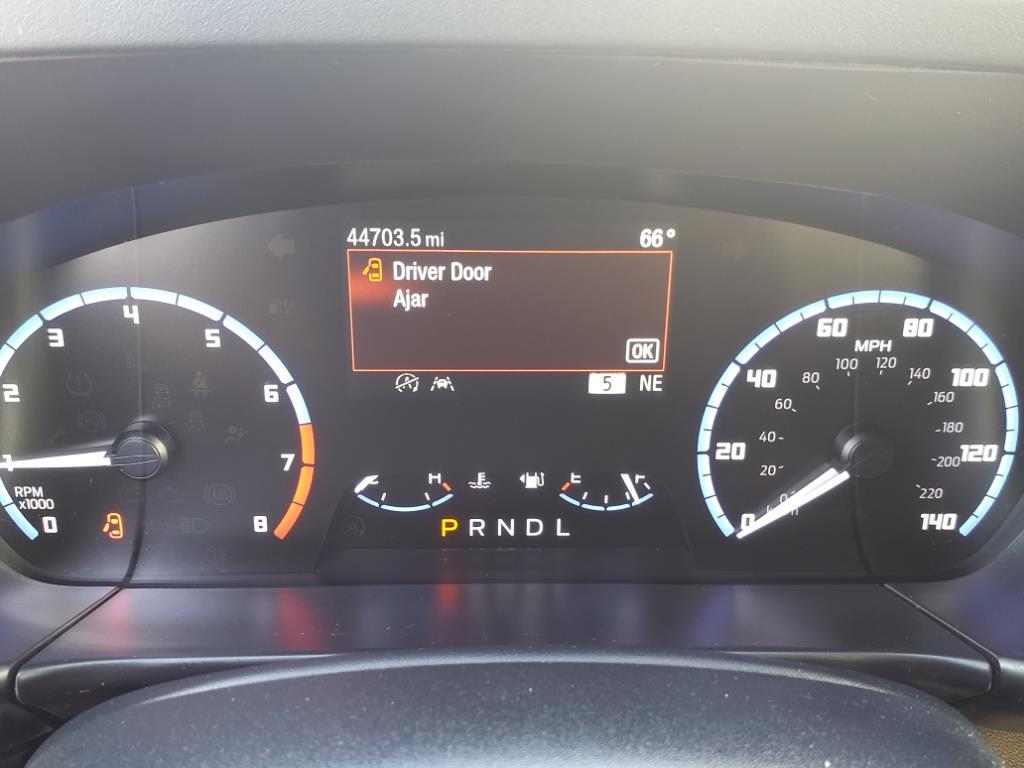 44703.5 mi 66°
Driver Door
Ajar
OK
5 NE
1 2 3 4 5 6 7 8
RPM
x1000
0
H E F
P R N D L
MPH
0 20 40 60 80 100 120 140
20 40 60 80 100 120 140 160 180 200 220
ABS